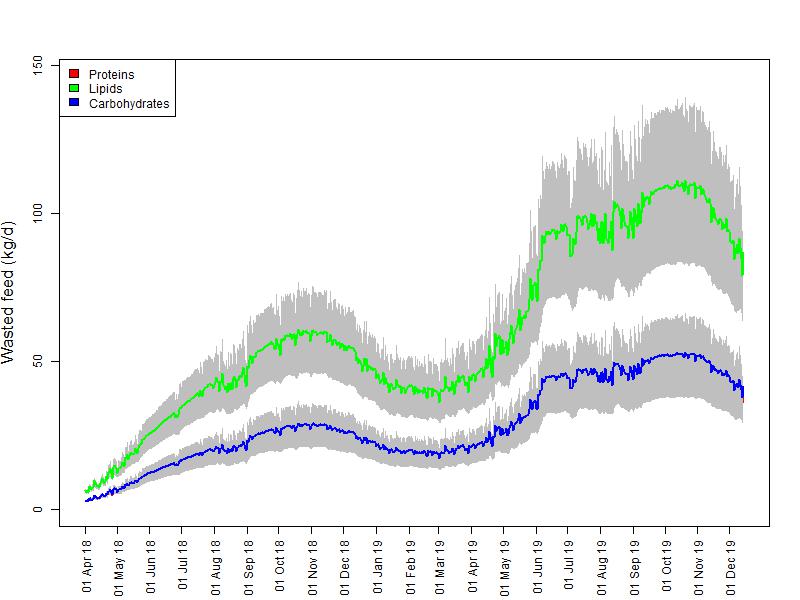 Proteins
Lipids
Carbohydrates
Wasted feed (kg/d)
150
100
50
0
01 Apr 18
01 May 18
01 Jun 18
01 Jul 18
01 Aug 18
01 Sep 18
01 Oct 18
01 Nov 18
01 Dec 18
01 Jan 19
01 Feb 19
01 Mar 19
01 Apr 19
01 May 19
01 Jun 19
01 Jul 19
01 Aug 19
01 Sep 19
01 Oct 19
01 Nov 19
01 Dec 19